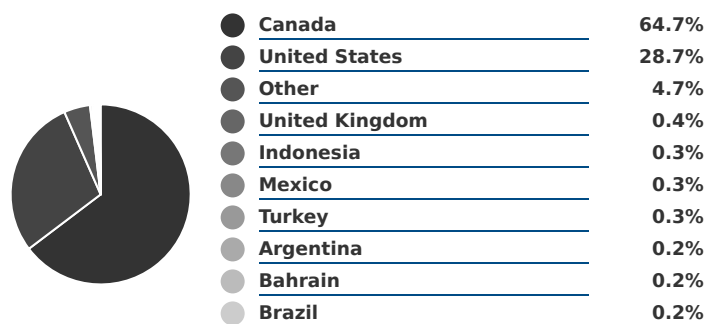 Canada 64.7%
United States 28.7%
Other 4.7%
United Kingdom 0.4%
Indonesia 0.3%
Mexico 0.3%
Turkey 0.3%
Argentina 0.2%
Bahrain 0.2%
Brazil 0.2%